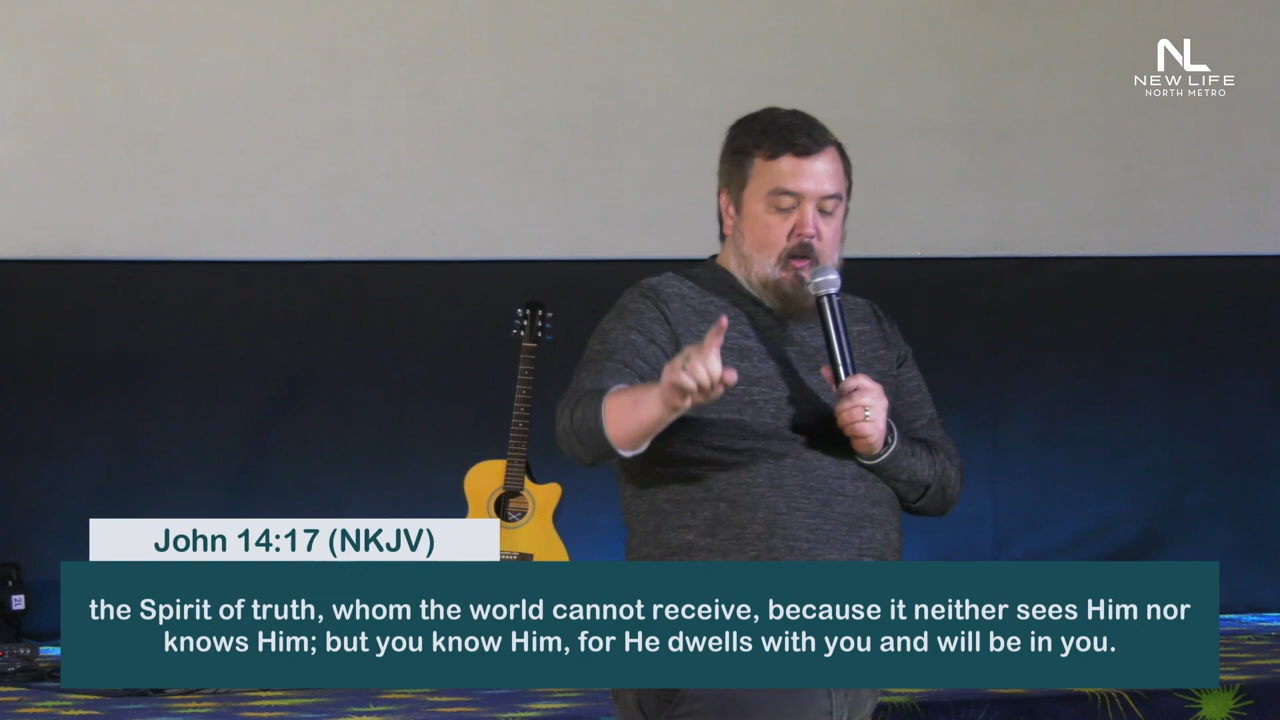 NL
NEW LIFE
NORTH METRO
John 14:17 (NKJV)
the Spirit of truth, whom the world cannot receive, because it neither sees Him nor
knows Him; but you know Him, for He dwells with you and will be in you.